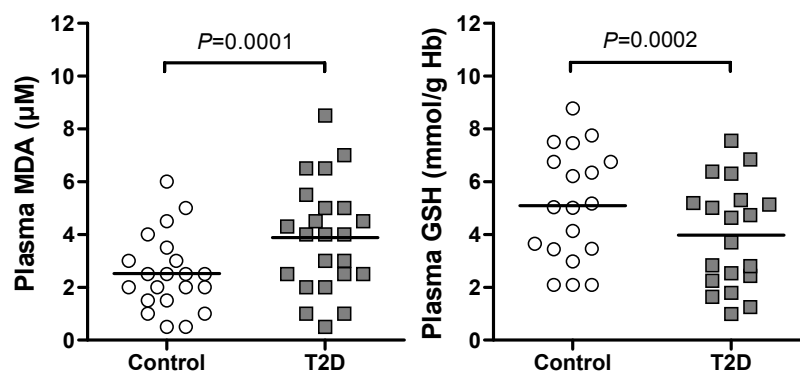 Plasma MDA (µM)
12
10
8
6
4
2
0
P=0.0001
Control
T2D
Plasma GSH (mmol/g Hb)
12
10
8
6
4
2
0
P=0.0002
Control
T2D